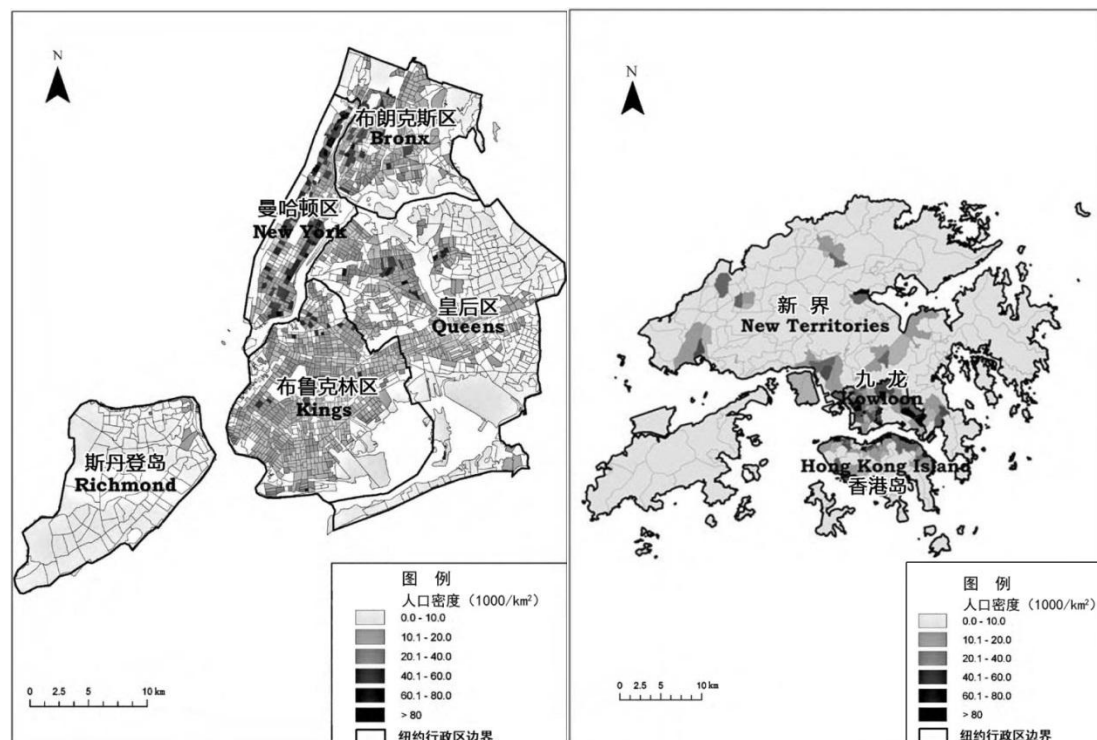 N
布朗克斯区
Bronx
曼哈顿区
New York
皇后区
Queens
布鲁克林区
Kings
斯丹登岛
Richmond
图 例
人口密度（1000/km²）
0.0 - 10.0
10.1 - 20.0
20.1 - 40.0
40.1 - 60.0
60.1 - 80.0
> 80
纽约行政区边界
0 2.5 5 10 km
N
新 界
New Territories
九 龙
Kowloon
Hong Kong Island
香港岛
图 例
人口密度（1000/km²）
0.0 - 10.0
10.1 - 20.0
20.1 - 40.0
40.1 - 60.0
60.1 - 80.0
> 80
纽约行政区边界
0 2.5 5 10 km